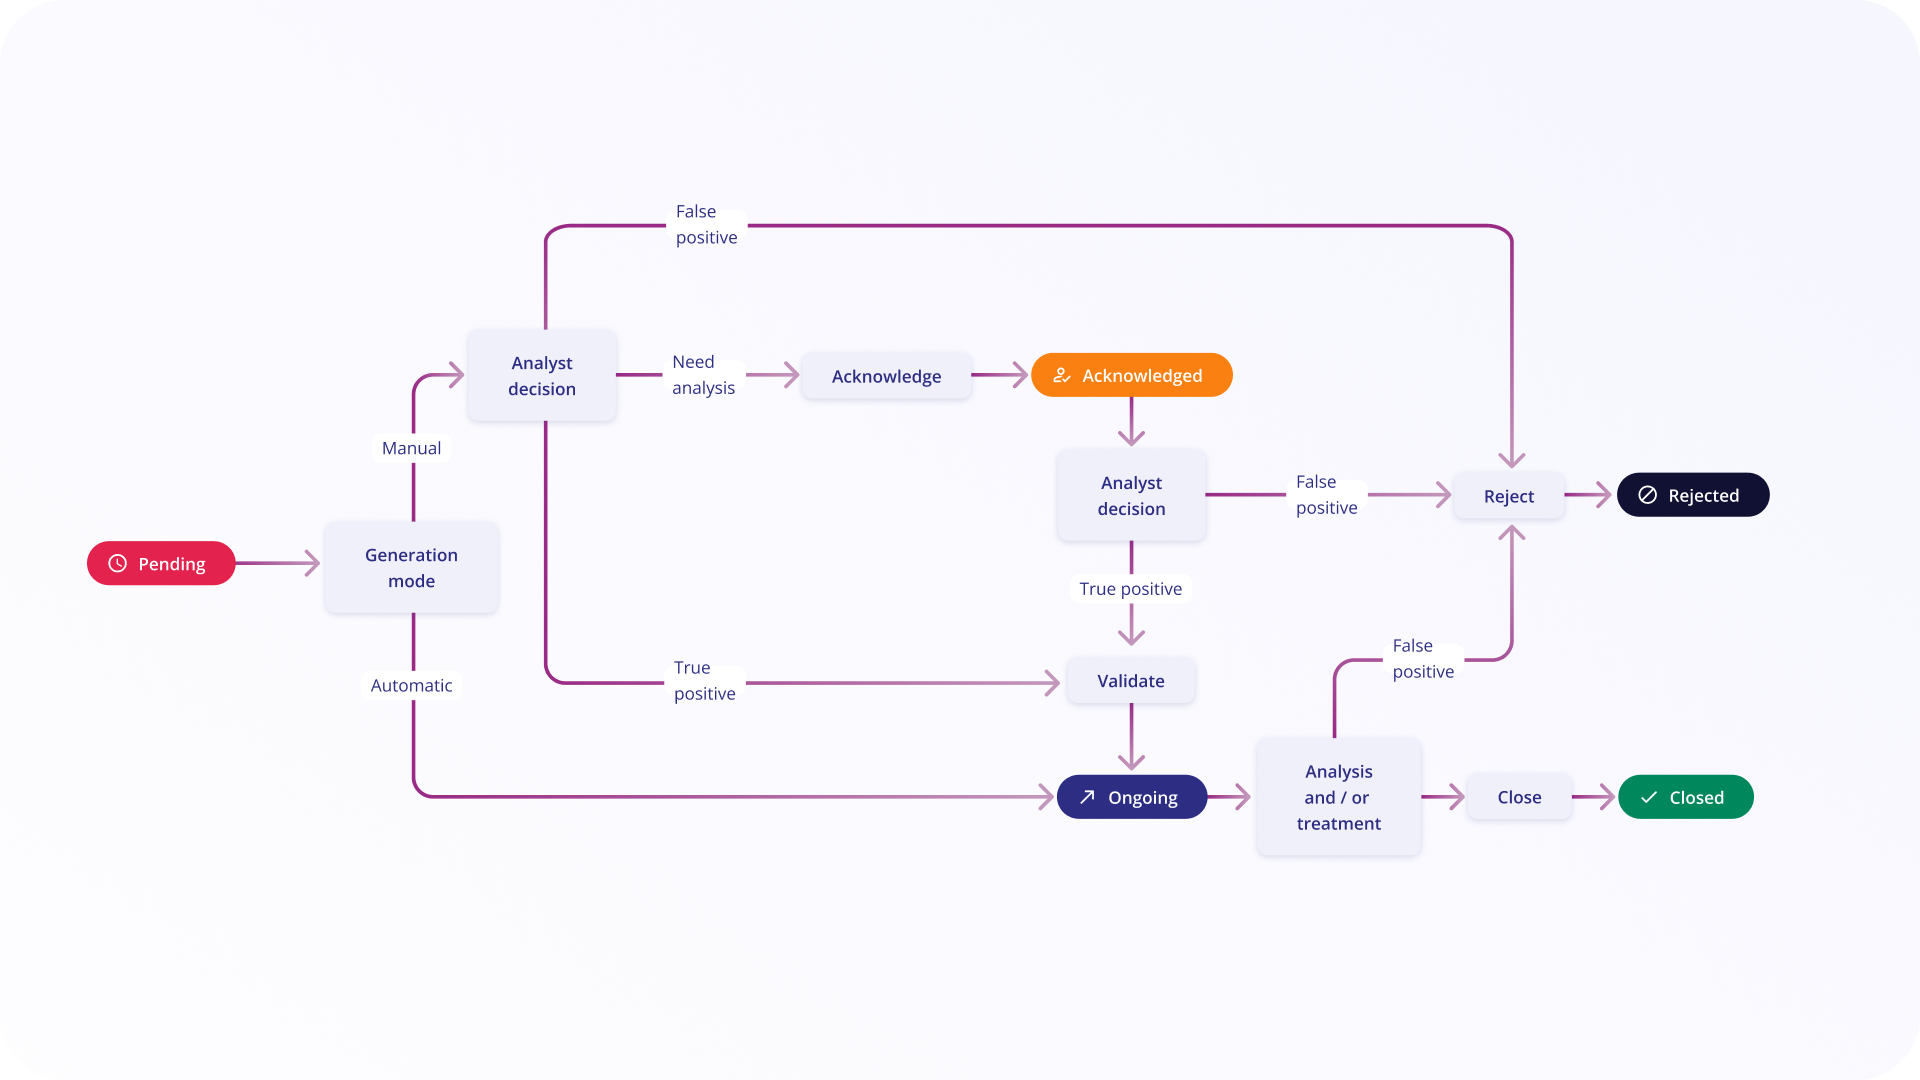 False
positive
Analyst
decision
Need
analysis
Acknowledge
Acknowledged
Manual
Analyst
decision
False
positive
Reject
Rejected
Pending
Generation
mode
True positive
False
positive
True
positive
Validate
Automatic
Ongoing
Analysis
and / or
treatment
Close
Closed